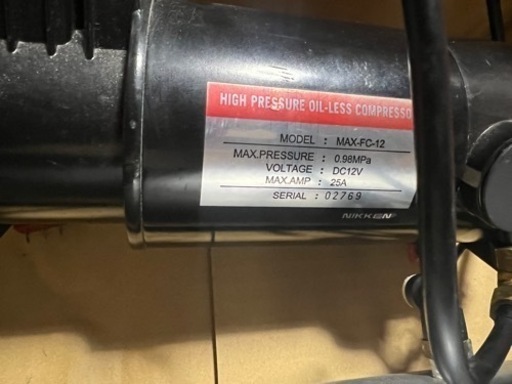 HIGH PRESSURE OIL-LESS COMPRESSO
MODEL : MAX-FC-12
MAX.PRESSURE : 0.98MPa
VOLTAGE : DC12V
MAX.AMP : 25A
SERIAL : 02769
NIKKEN